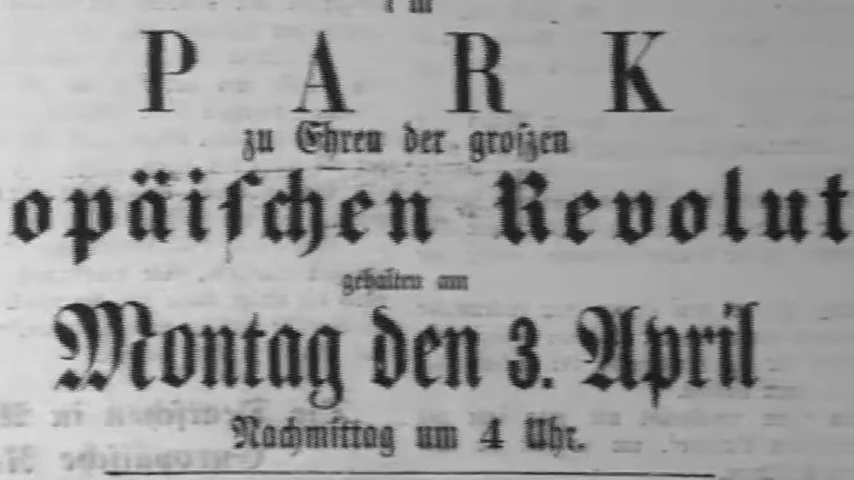 PARK
zu Ehren der großen
opäischen Revolut
gehalten am
Montag den 3. April
Nachmittag um 4 Uhr.